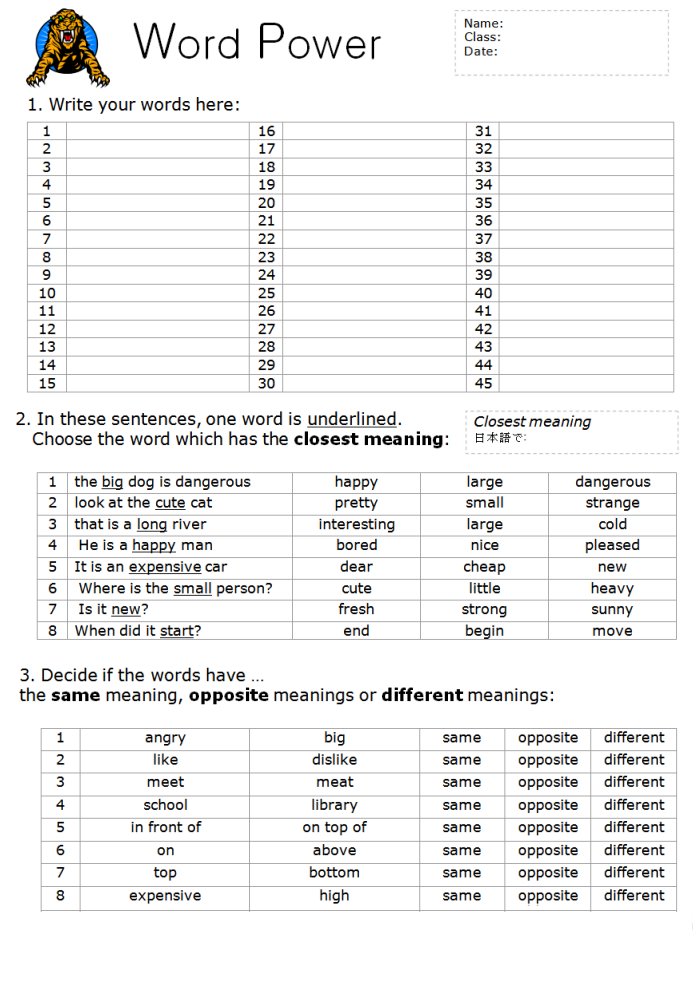 Word Power
Name:
Class:
Date:
1. Write your words here:
1 16 31
2 17 32
3 18 33
4 19 34
5 20 35
6 21 36
7 22 37
8 23 38
9 24 39
10 25 40
11 26 41
12 27 42
13 28 43
14 29 44
15 30 45
2. In these sentences, one word is underlined.
Choose the word which has the closest meaning:
Closest meaning
日本語で:
1 the big dog is dangerous happy large dangerous
2 look at the cute cat pretty small strange
3 that is a long river interesting large cold
4 He is a happy man bored nice pleased
5 It is an expensive car dear cheap new
6 Where is the small person? cute little heavy
7 Is it new? fresh strong sunny
8 When did it start? end begin move
3. Decide if the words have …
the same meaning, opposite meanings or different meanings:
1 angry big same opposite different
2 like dislike same opposite different
3 meet meat same opposite different
4 school library same opposite different
5 in front of on top of same opposite different
6 on above same opposite different
7 top bottom same opposite different
8 expensive high same opposite different